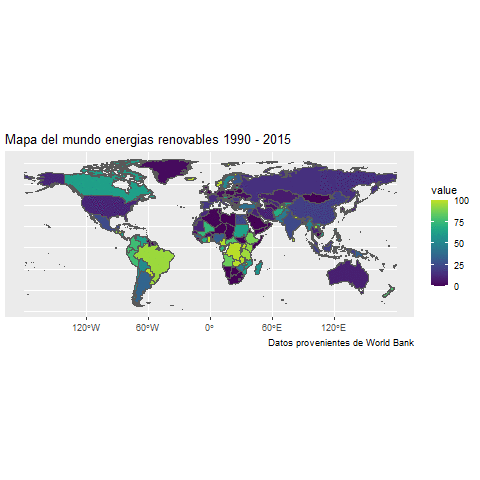 Mapa del mundo energias renovables 1990 - 2015
value
100
75
50
25
0
120°W
60°W
0°
60°E
120°E
Datos provenientes de World Bank